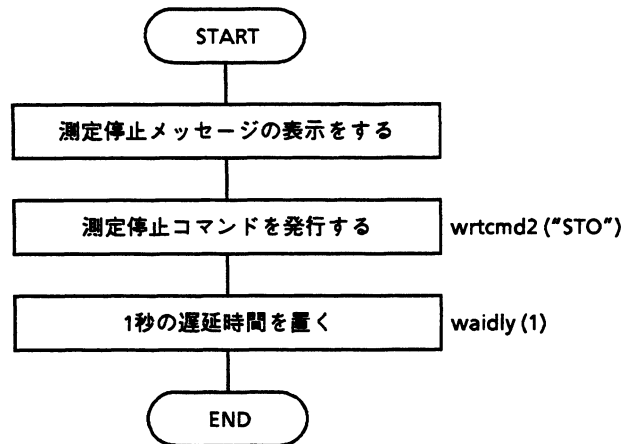 START
測定停止メッセージの表示をする
測定停止コマンドを発行する wrtcmd2 (“STO”)
1秒の遅延時間を置く waidly (1)
END